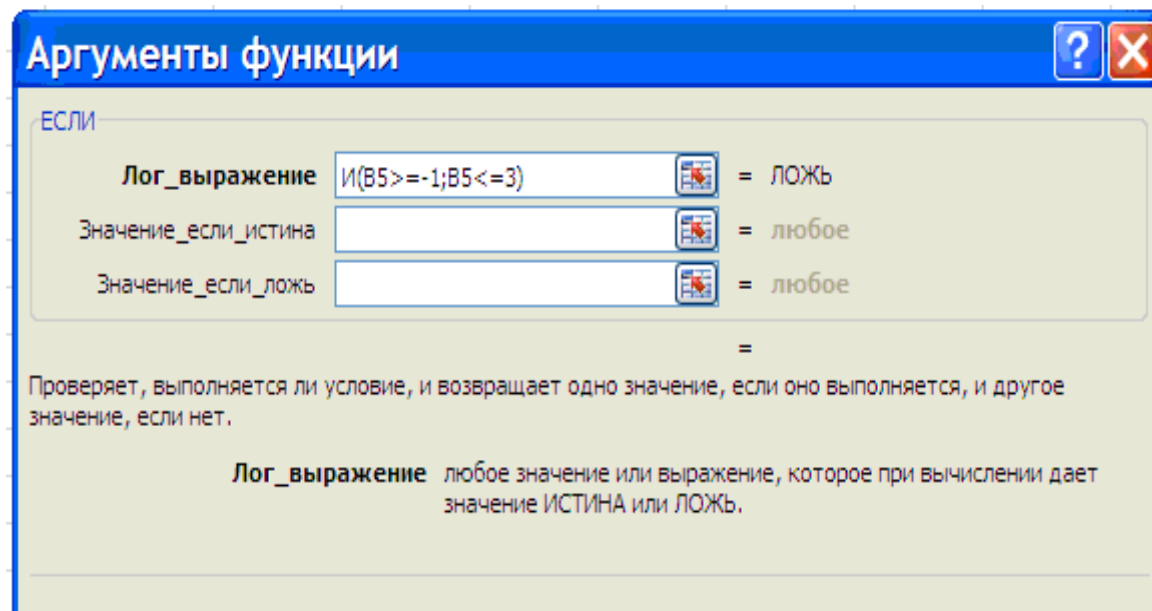 Аргументы функции
?
ЕСЛИ
Лог_выражение И(B5>=-1;B5<=3) = ЛОЖЬ
Значение_если_истина = любое
Значение_если_ложь = любое
=
Проверяет, выполняется ли условие, и возвращает одно значение, если оно выполняется, и другое
значение, если нет.
Лог_выражение любое значение или выражение, которое при вычислении дает
значение ИСТИНА или ЛОЖЬ.